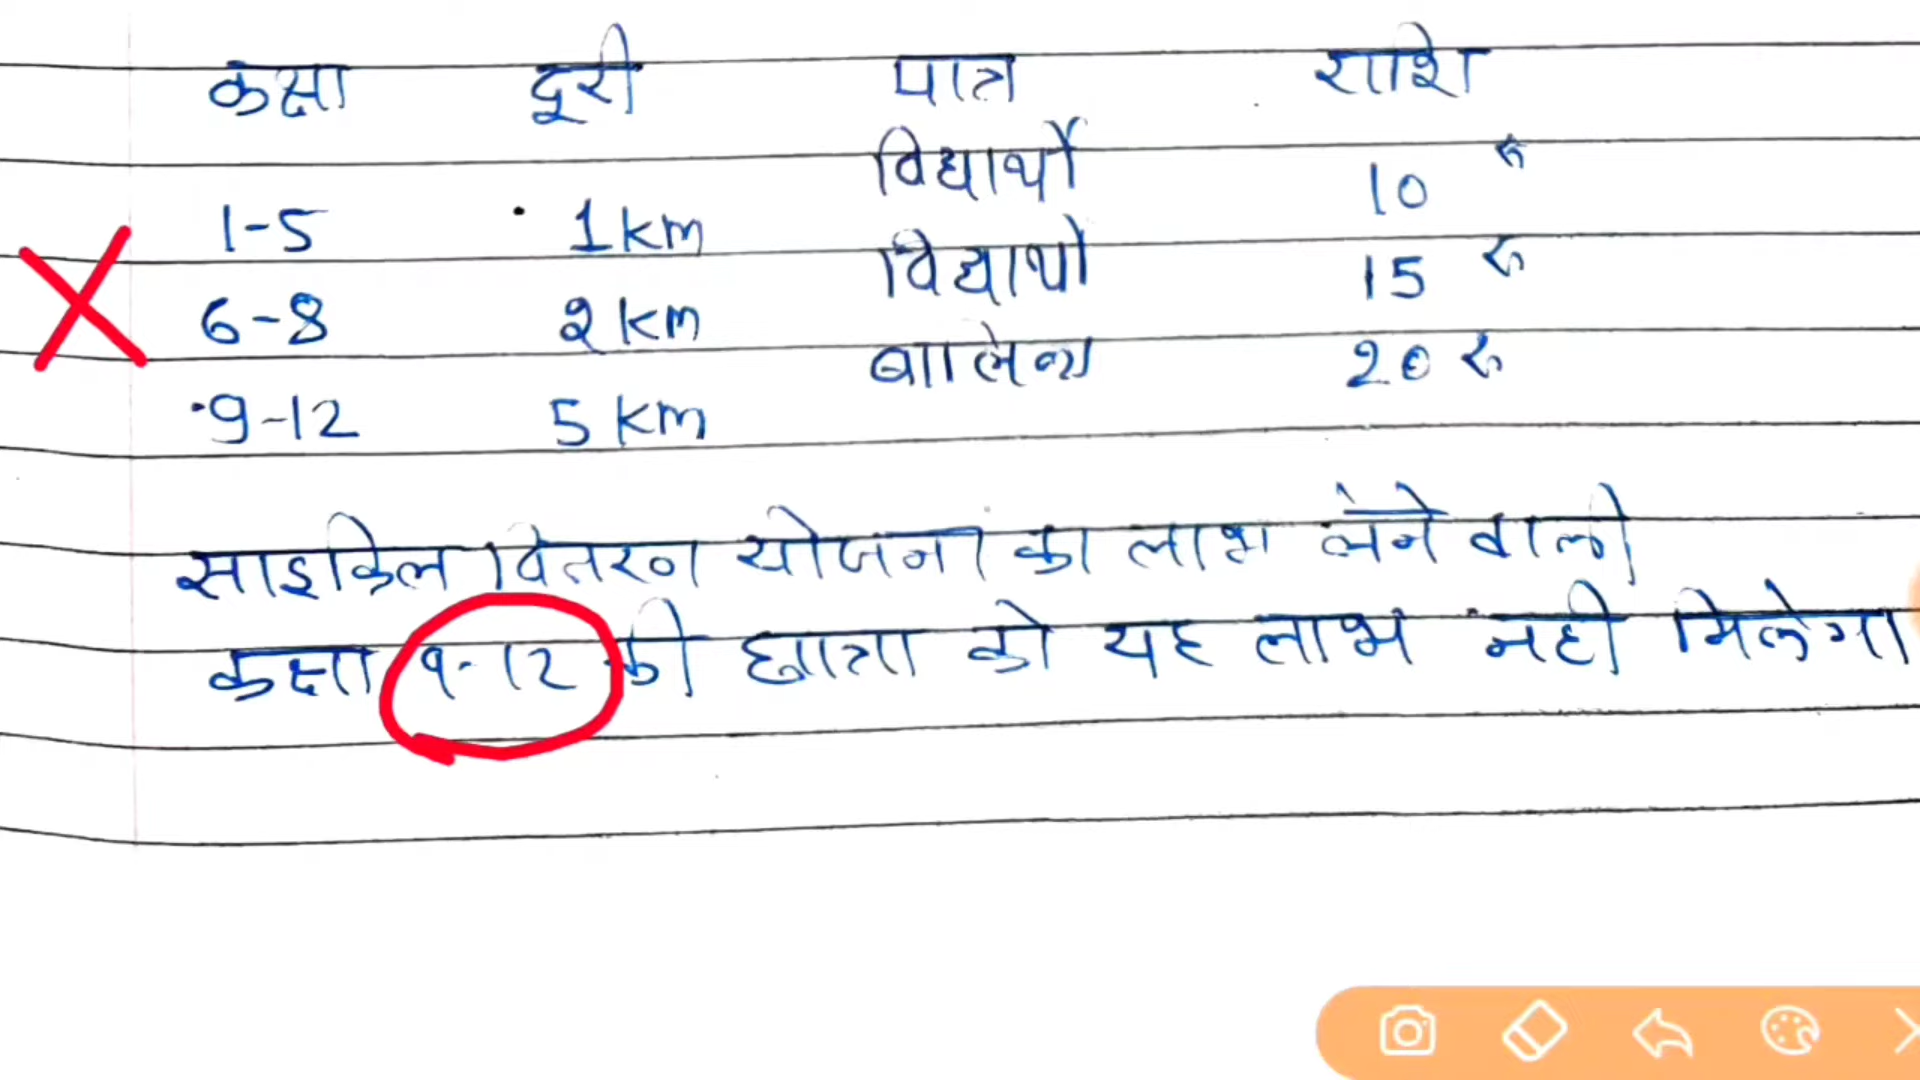 कक्षा दूरी पात्र राशि
1-5 1km विद्यार्थी 10 रु
6-8 2km विद्यार्थी 15 रु
9-12 5km बालिका 20 रु
साइकिल वितरण योजना का लाभ लेने वाली
कक्षा 9-12 की छात्रा को यह लाभ नही मिलेगा